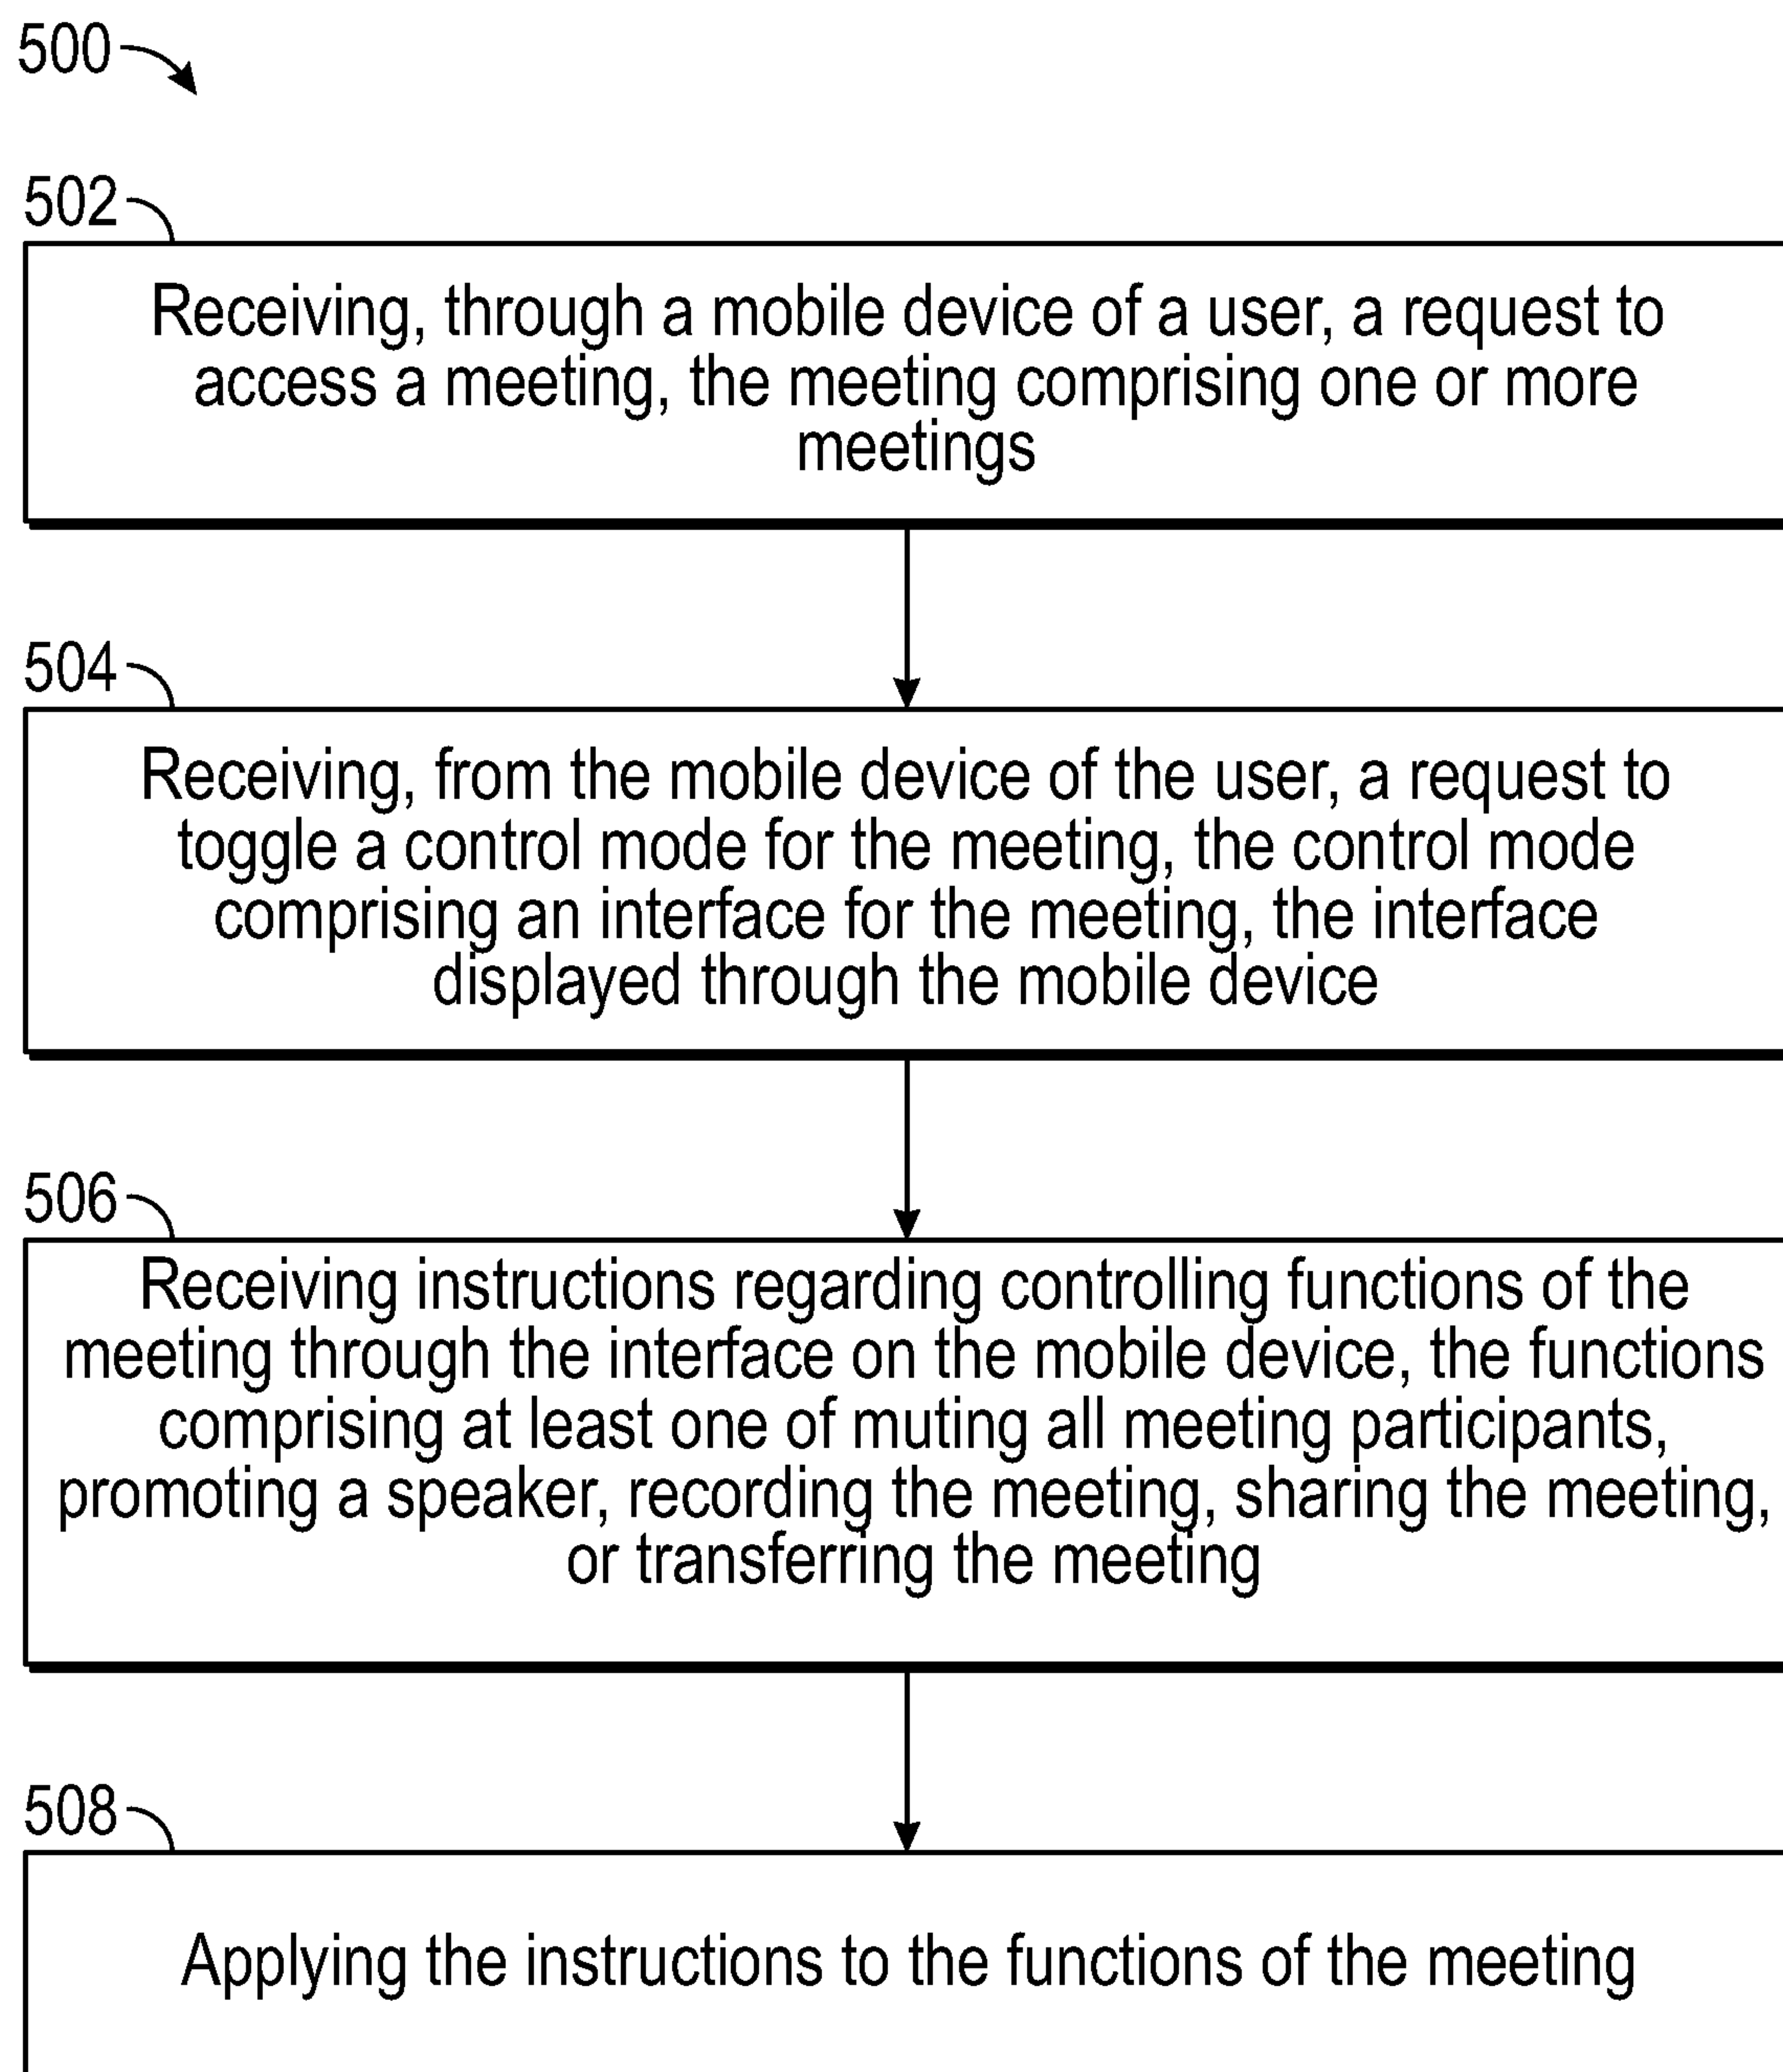 500
502
Receiving, through a mobile device of a user, a request to
access a meeting, the meeting comprising one or more
meetings
504
Receiving, from the mobile device of the user, a request to
toggle a control mode for the meeting, the control mode
comprising an interface for the meeting, the interface
displayed through the mobile device
506
Receiving instructions regarding controlling functions of the
meeting through the interface on the mobile device, the functions
comprising at least one of muting all meeting participants,
promoting a speaker, recording the meeting, sharing the meeting,
or transferring the meeting
508
Applying the instructions to the functions of the meeting